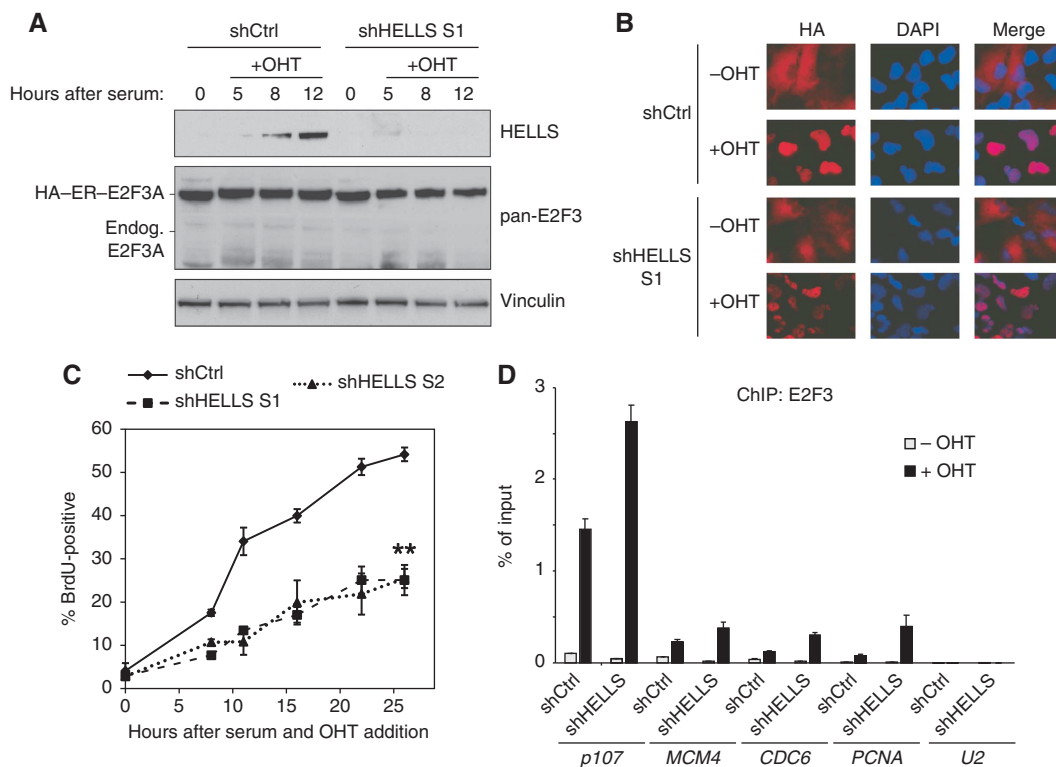 A
shCtrl
shHELLS S1
+OHT
+OHT
Hours after serum:
0
5
8
12
0
5
8
12
HELLS
HA–ER–E2F3A
Endog.
E2F3A
pan-E2F3
Vinculin
B
HA
DAPI
Merge
shCtrl
–OHT
+OHT
shHELLS
S1
–OHT
+OHT
C
shCtrl
shHELLS S2
shHELLS S1
% BrdU-positive
60
50
40
30
20
10
0
**
0
5
10
15
20
25
Hours after serum and OHT addition
D
ChIP: E2F3
– OHT
+ OHT
% of input
3
2
1
0
shCtrl
shHELLS
shCtrl
shHELLS
shCtrl
shHELLS
shCtrl
shHELLS
shCtrl
shHELLS
p107
MCM4
CDC6
PCNA
U2